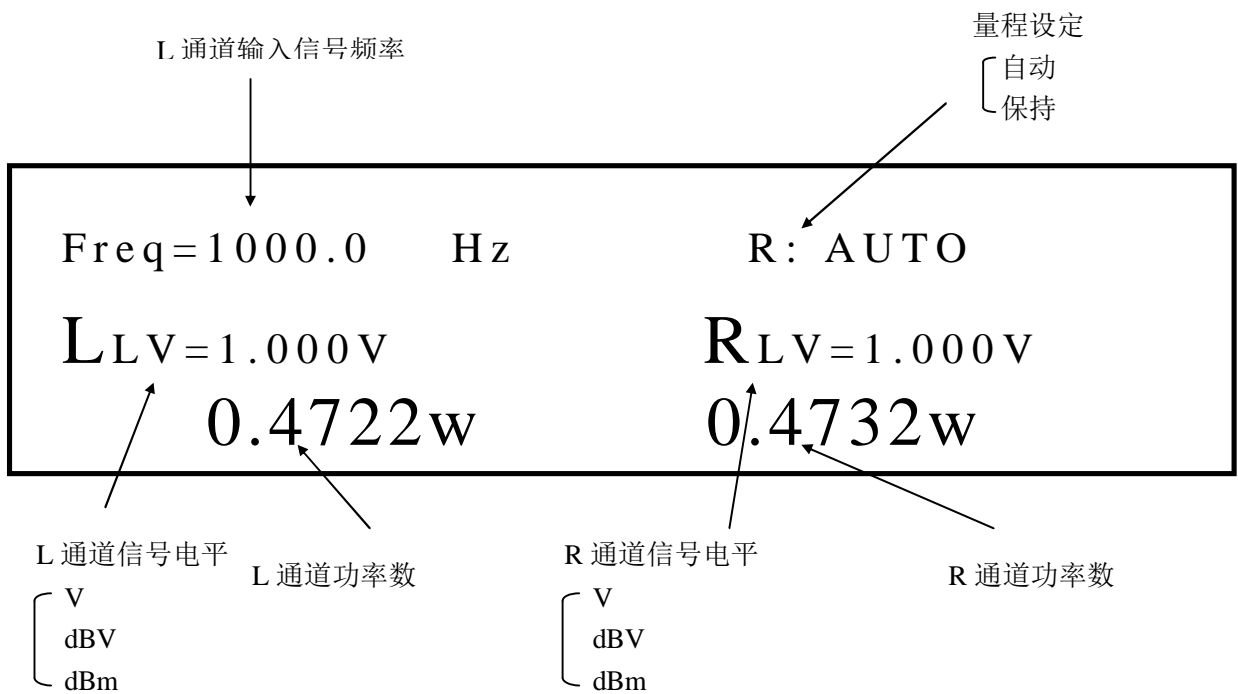 量程设定
L 通道输入信号频率
自动
保持
Freq=1000.0 Hz R: AUTO
LLV=1.000V RLV=1.000V
0.4722w 0.4732w
L 通道信号电平
L 通道功率数
R 通道信号电平
R 通道功率数
V
dBV
dBm
V
dBV
dBm